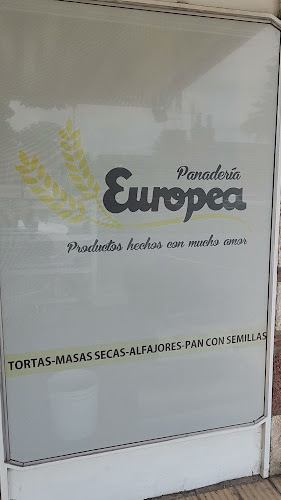 Panadería
Europea
Productos hechos con mucho amor
TORTAS-MASAS SECAS-ALFAJORES-PAN CON SEMILLAS